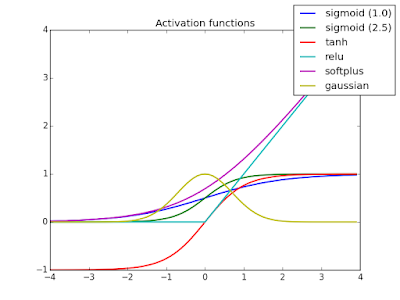 Activation functions
sigmoid (1.0)
sigmoid (2.5)
tanh
relu
softplus
gaussian
4
3
2
1
0
−1
−4 −3 −2 −1 0 1 2 3 4